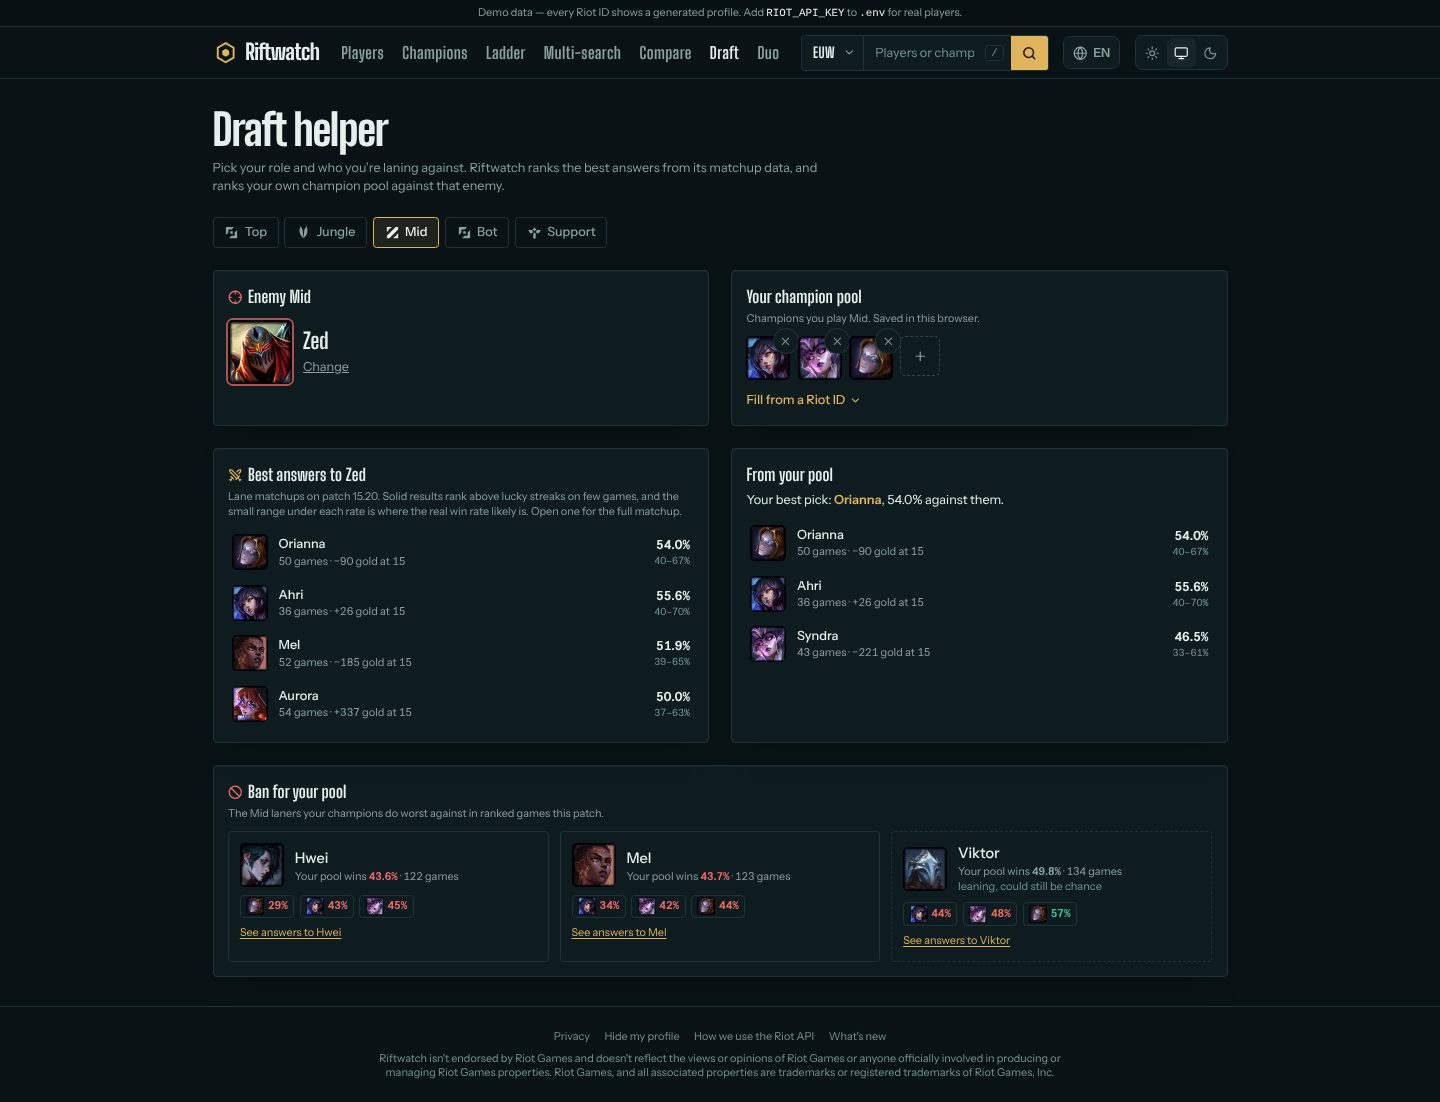 Demo data — every Riot ID shows a generated profile. Add RIOT_API_KEY to .env for real players.
Riftwatch Players Champions Ladder Multi-search Compare Draft Duo EUW Players or champ / EN
Draft helper
Pick your role and who you're laning against. Riftwatch ranks the best answers from its matchup data, and
ranks your own champion pool against that enemy.
Top Jungle Mid Bot Support
Enemy Mid
Zed
Change
Your champion pool
Champions you play Mid. Saved in this browser.
Fill from a Riot ID
Best answers to Zed
Lane matchups on patch 15.20. Solid results rank above lucky streaks on few games, and the
small range under each rate is where the real win rate likely is. Open one for the full matchup.
Orianna 54.0%
50 games · −90 gold at 15 40–67%
Ahri 55.6%
36 games · +26 gold at 15 40–70%
Mel 51.9%
52 games · −185 gold at 15 39–65%
Aurora 50.0%
54 games · +337 gold at 15 37–63%
From your pool
Your best pick: Orianna, 54.0% against them.
Orianna 54.0%
50 games · −90 gold at 15 40–67%
Ahri 55.6%
36 games · +26 gold at 15 40–70%
Syndra 46.5%
43 games · −221 gold at 15 33–61%
Ban for your pool
The Mid laners your champions do worst against in ranked games this patch.
Hwei
Your pool wins 43.6% · 122 games
29% 43% 45%
See answers to Hwei
Mel
Your pool wins 43.7% · 123 games
34% 42% 44%
See answers to Mel
Viktor
Your pool wins 49.8% · 134 games
leaning, could still be chance
44% 48% 57%
See answers to Viktor
Privacy Hide my profile How we use the Riot API What's new
Riftwatch isn't endorsed by Riot Games and doesn't reflect the views or opinions of Riot Games or anyone officially involved in producing or
managing Riot Games properties. Riot Games, and all associated properties are trademarks or registered trademarks of Riot Games, Inc.